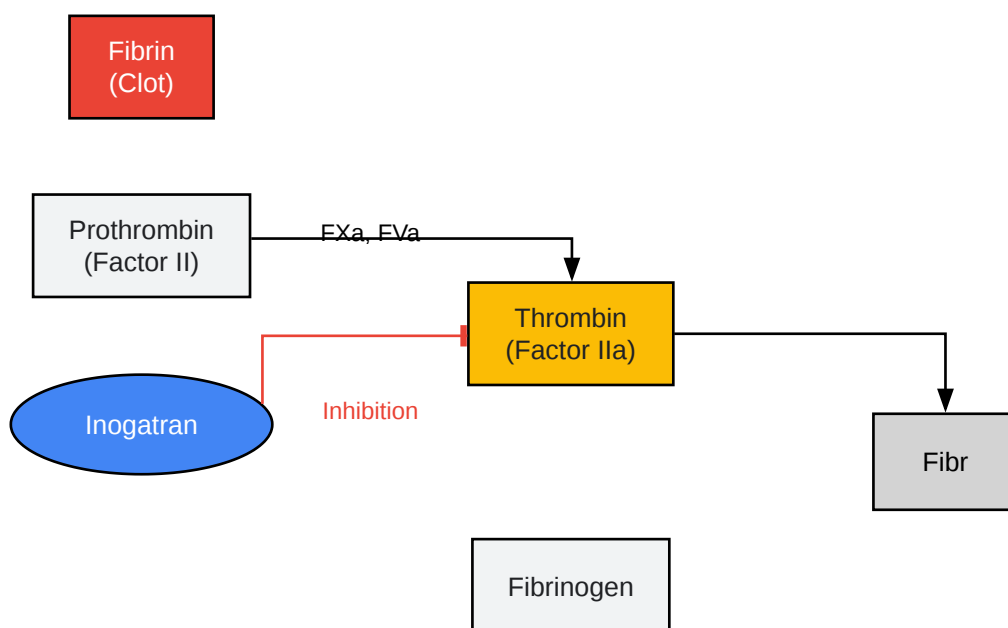 Fibrin
(Clot)
Prothrombin
(Factor II)
FXa, FVa
Thrombin
(Factor IIa)
Inhibition
Inogatran
Fibr
Fibrinogen